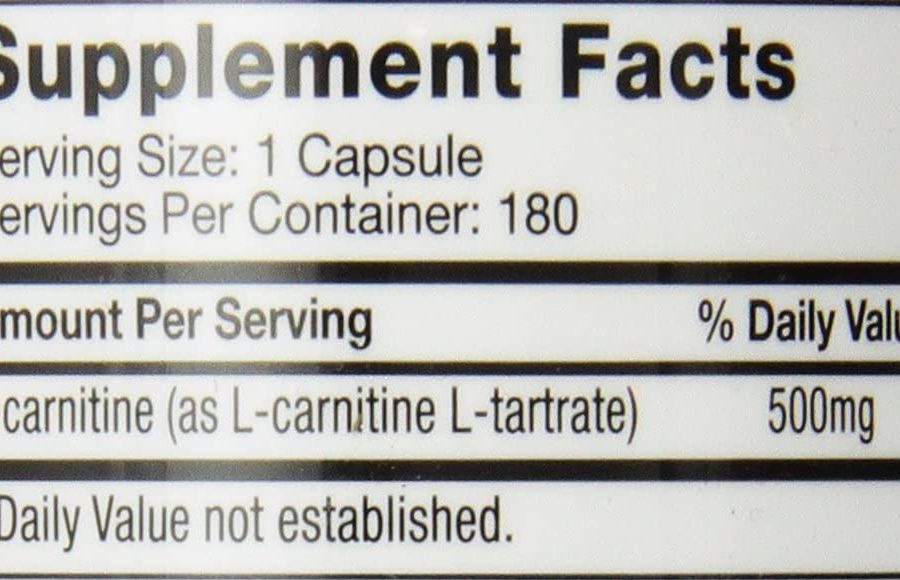 Supplement Facts
erving Size: 1 Capsule
ervings Per Container: 180
mount Per Serving % Daily Valu
carnitine (as L-carnitine L-tartrate) 500mg
Daily Value not established.